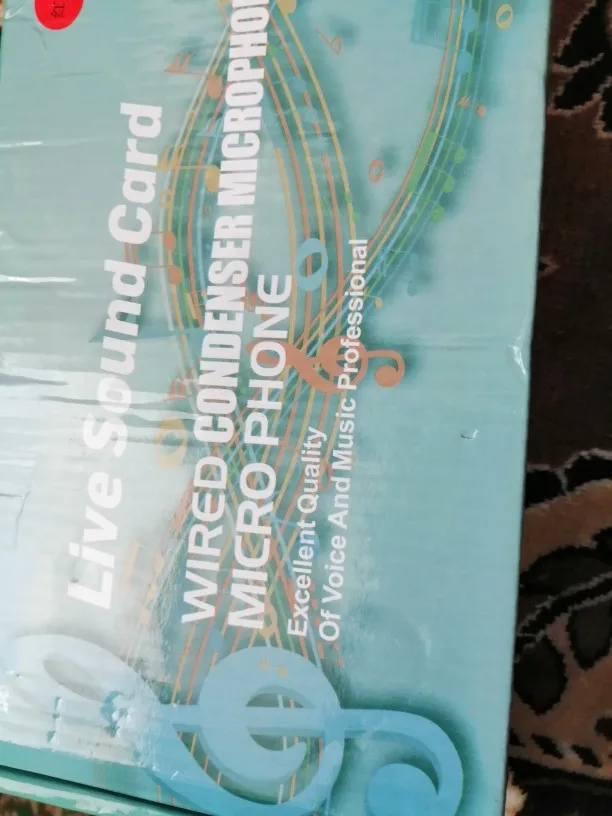 Live Sound Card
WIRED CONDENSER MICROPHO
MICRO PHONE
Excellent Quality
Of Voice And Music Professional